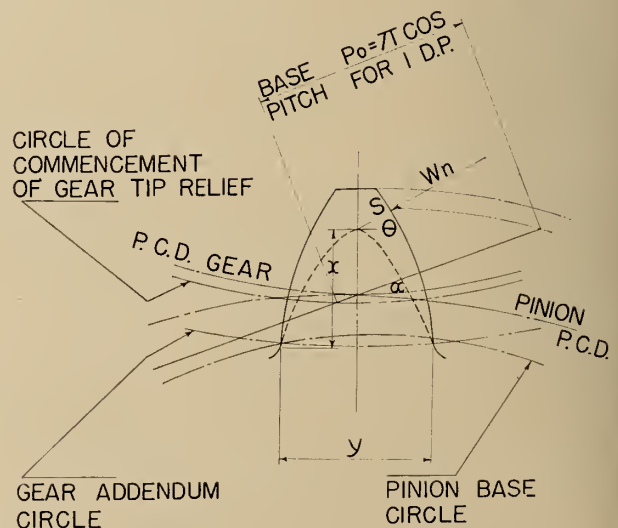 BASE P₀=π COS
PITCH FOR 1 D.P.
CIRCLE OF
COMMENCEMENT
OF GEAR TIP RELIEF
Wn
S
θ
P.C.D. GEAR
x
α
PINION
P.C.D.
y
GEAR ADDENDUM
CIRCLE
PINION BASE
CIRCLE